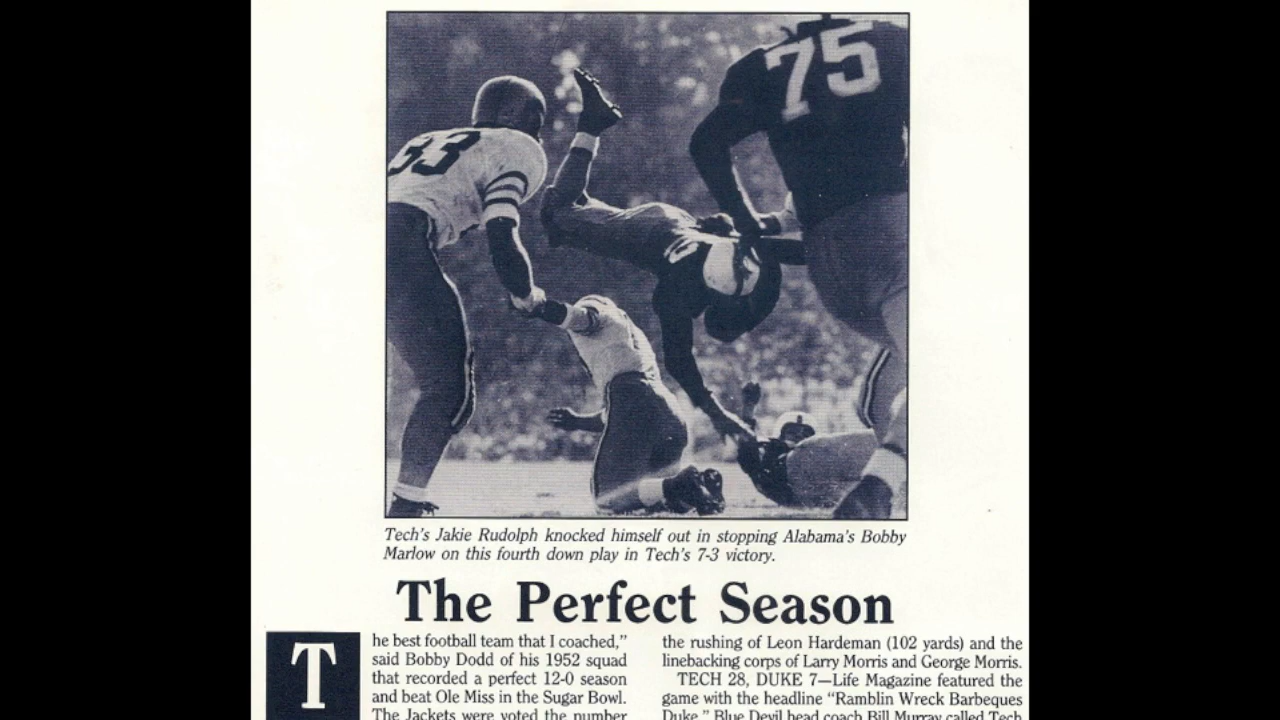 75
33
Tech's Jakie Rudolph knocked himself out in stopping Alabama's Bobby
Marlow on this fourth down play in Tech's 7-3 victory.
The Perfect Season
The best football team that I coached,"
said Bobby Dodd of his 1952 squad
that recorded a perfect 12-0 season
and beat Ole Miss in the Sugar Bowl.
The Jackets were voted the number
the rushing of Leon Hardeman (102 yards) and the
linebacking corps of Larry Morris and George Morris.
TECH 28, DUKE 7—Life Magazine featured the
game with the headline “Ramblin Wreck Barbeques
Duke.” Blue Devil head coach Bill Murray called Tech